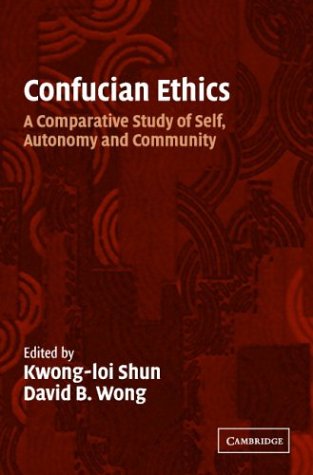 Confucian Ethics
A Comparative Study of Self,
Autonomy and Community
Edited by
Kwong-loi Shun
David B. Wong
CAMBRIDGE